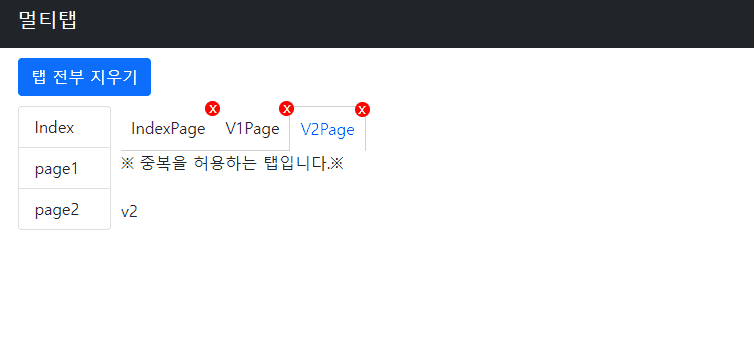 멀티탭
탭 전부 지우기
Index
page1
page2
IndexPage x V1Page x V2Page x
※ 중복을 허용하는 탭입니다.※
v2